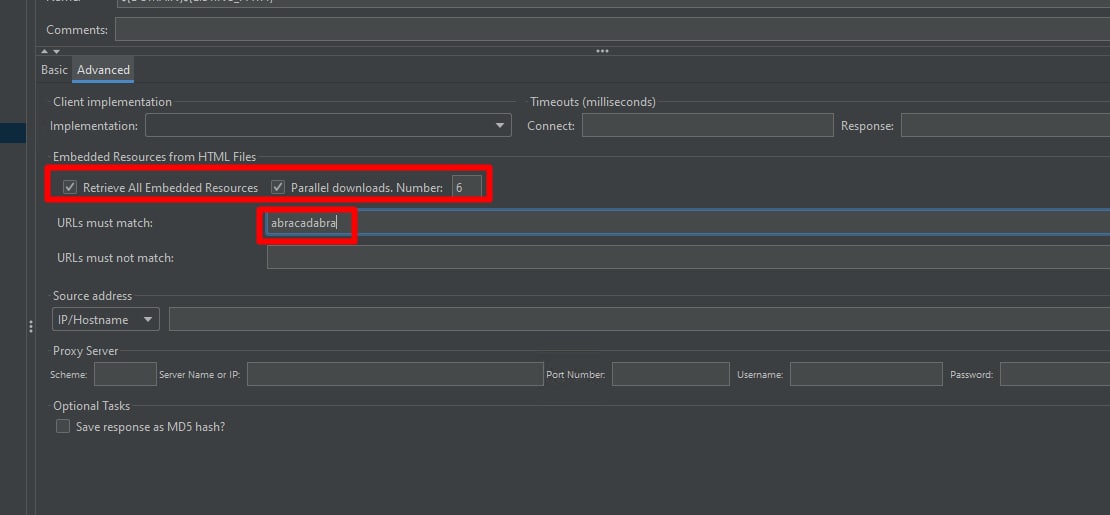 Comments:
Basic Advanced
Client implementation Timeouts (milliseconds)
Implementation: Connect: Response:
Embedded Resources from HTML Files
Retrieve All Embedded Resources Parallel downloads. Number: 6
URLs must match: abracadabra
URLs must not match:
Source address
IP/Hostname
Proxy Server
Scheme: Server Name or IP: Port Number: Username: Password:
Optional Tasks
Save response as MD5 hash?